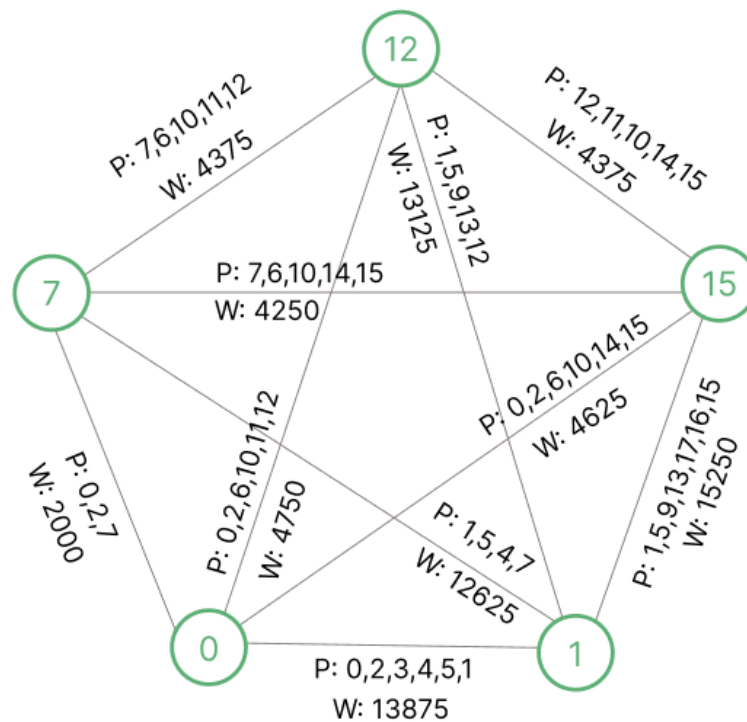 12
P: 7,6,10,11,12
W: 4375
P: 12,11,10,14,15
W: 4375
P: 1,5,9,13,12
W: 13125
7
P: 7,6,10,14,15
W: 4250
15
P: 0,2,6,10,14,15
W: 4625
P: 0,2,7
W: 2000
P: 0,2,6,10,11,12
W: 4750
P: 1,5,4,7
W: 12625
P: 1,5,9,13,17,16,15
W: 15250
0
P: 0,2,3,4,5,1
W: 13875
1